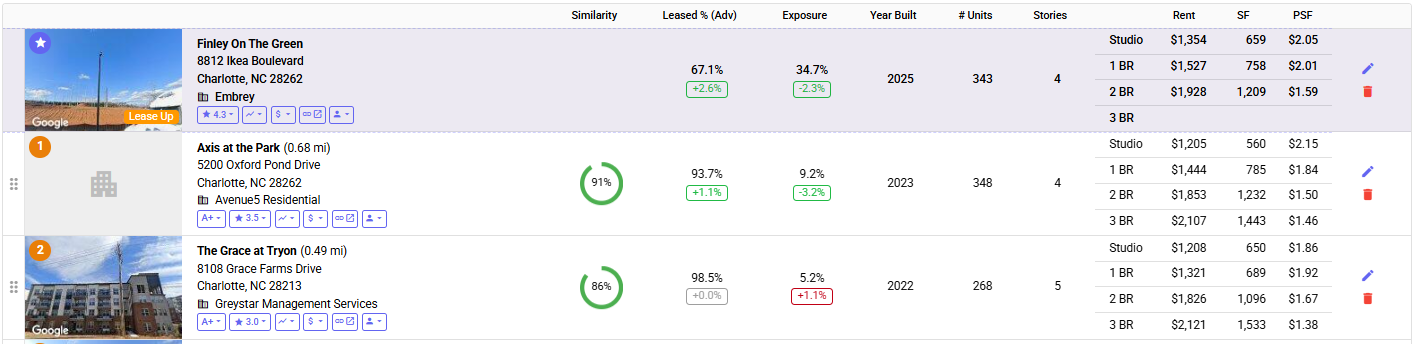 Similarity Leased % (Adv) Exposure Year Built # Units Stories Rent SF PSF
Finley On The Green
8812 Ikea Boulevard
Charlotte, NC 28262
Embrey
4.3
$
Google
Lease Up
67.1%
+2.6%
34.7%
-2.3%
2025
343
4
Studio $1,354 659 $2.05
1 BR $1,527 758 $2.01
2 BR $1,928 1,209 $1.59
3 BR
1
Axis at the Park (0.68 mi)
5200 Oxford Pond Drive
Charlotte, NC 28262
Avenue5 Residential
A+ 3.5 $
91%
93.7%
+1.1%
9.2%
-3.2%
2023
348
4
Studio $1,205 560 $2.15
1 BR $1,444 785 $1.84
2 BR $1,853 1,232 $1.50
3 BR $2,107 1,443 $1.46
2
The Grace at Tryon (0.49 mi)
8108 Grace Farms Drive
Charlotte, NC 28213
Greystar Management Services
A+ 3.0 $
Google
86%
98.5%
+0.0%
5.2%
+1.1%
2022
268
5
Studio $1,208 650 $1.86
1 BR $1,321 689 $1.92
2 BR $1,826 1,096 $1.67
3 BR $2,121 1,533 $1.38